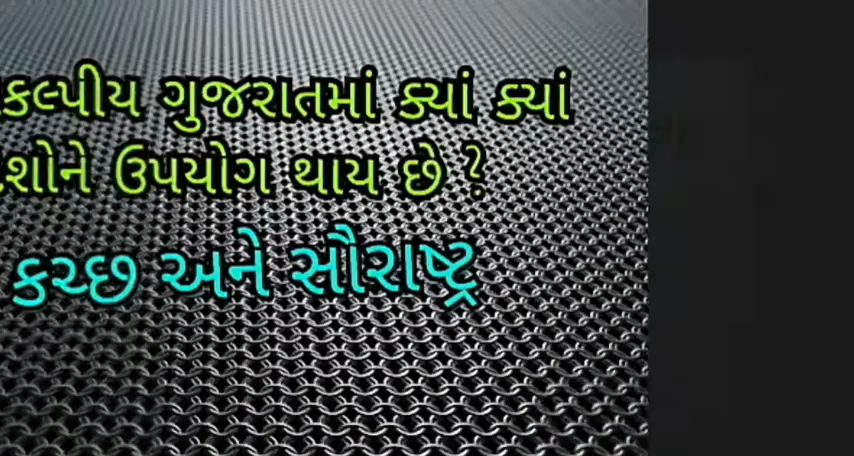 કલ્પીય ગુજરાતમાં ક્યાં ક્યાં
શોને ઉપયોગ થાય છે ?
કચ્છ અને સૌરાષ્ટ્ર